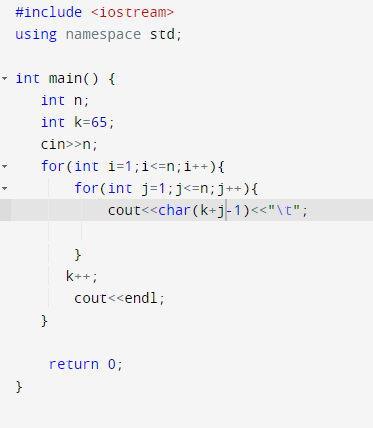 #include <iostream>
using namespace std;
int main() {
int n;
int k=65;
cin>>n;
for(int i=1;i<=n;i++){
for(int j=1;j<=n;j++){
cout<<char(k+j-1)<<"\t";
}
k++;
cout<<endl;
}
return 0;
}